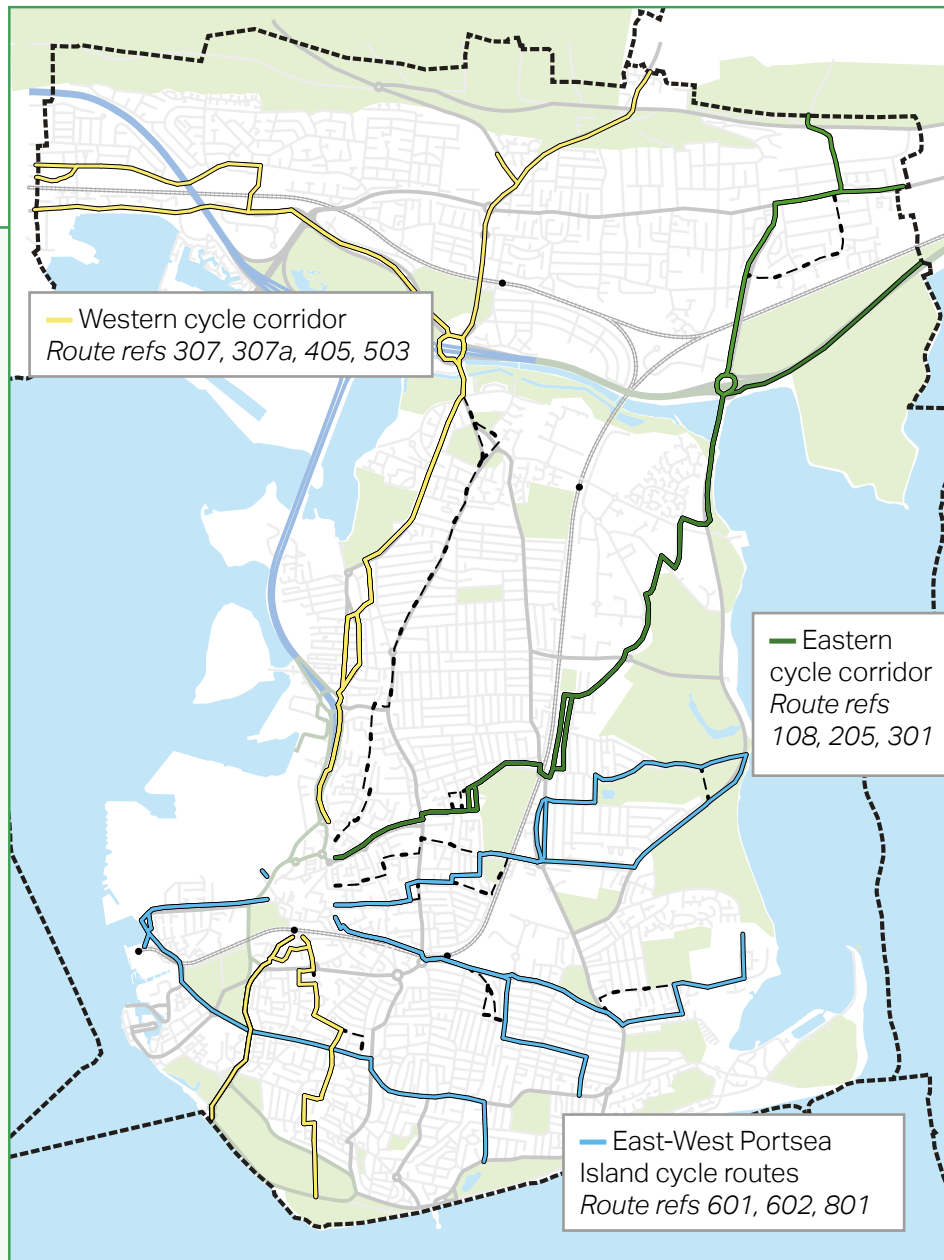 Western cycle corridor
Route refs 307, 307a, 405, 503
Eastern
cycle corridor
Route refs
108, 205, 301
East-West Portsea
Island cycle routes
Route refs 601, 602, 801